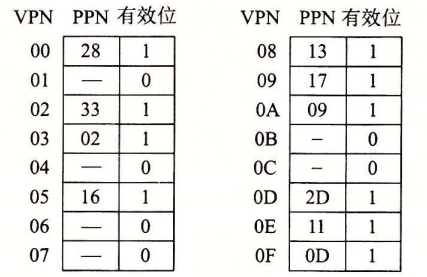 VPN PPN 有效位 VPN PPN 有效位
00 28 1 08 13 1
01 — 0 09 17 1
02 33 1 0A 09 1
03 02 1 0B – 0
04 — 0 0C – 0
05 16 1 0D 2D 1
06 — 0 0E 11 1
07 — 0 0F 0D 1